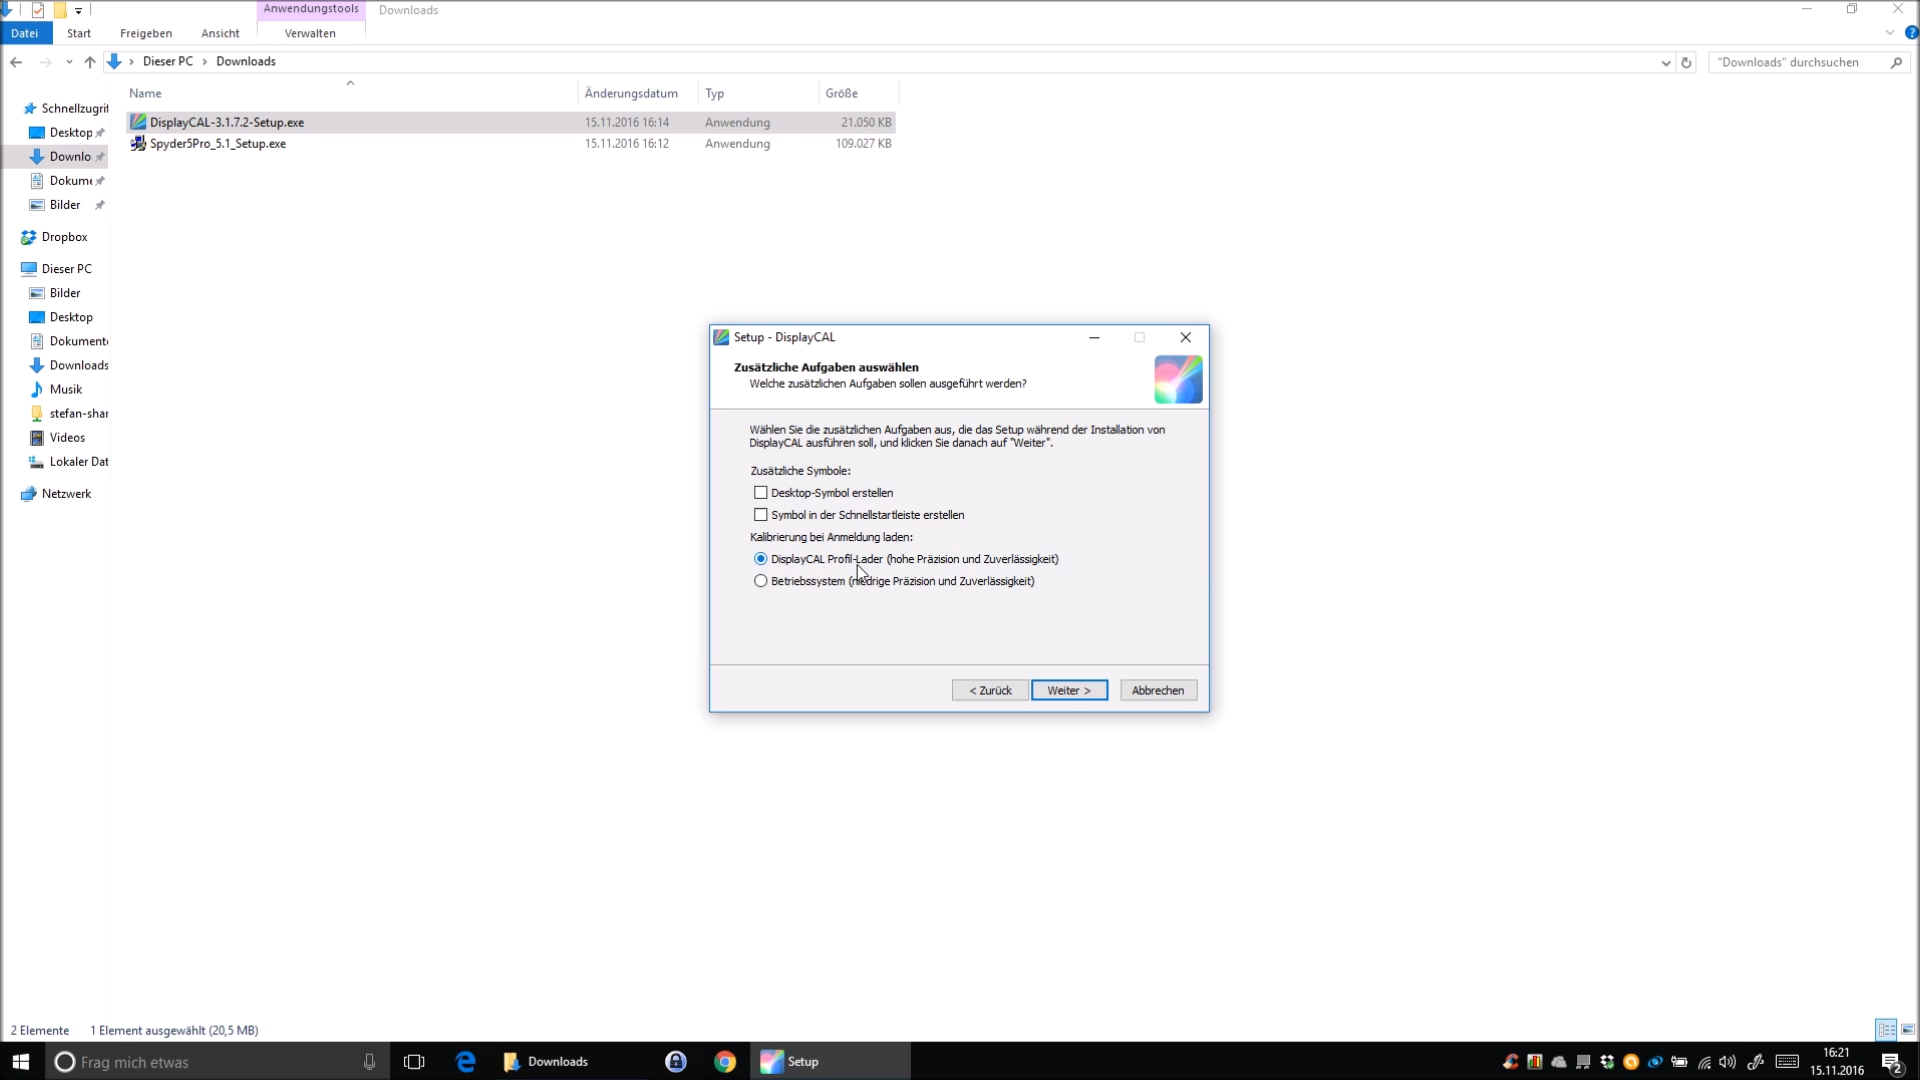 Anwendungstools
Downloads
Datei
Start
Freigeben
Ansicht
Verwalten
Dieser PC
Downloads
"Downloads" durchsuchen
Name
Änderungsdatum
Typ
Größe
DisplayCAL-3.1.7.2-Setup.exe
15.11.2016 16:14
Anwendung
21.050 KB
Spyder5Pro_5.1_Setup.exe
15.11.2016 16:12
Anwendung
109.027 KB
Schnellzugrif
Desktop
Downlo
Dokume
Bilder
Dropbox
Dieser PC
Bilder
Desktop
Dokument
Downloads
Musik
stefan-shar
Videos
Lokaler Dat
Netzwerk
Setup - DisplayCAL
Zusätzliche Aufgaben auswählen
Welche zusätzlichen Aufgaben sollen ausgeführt werden?
Wählen Sie die zusätzlichen Aufgaben aus, die das Setup während der Installation von
DisplayCAL ausführen soll, und klicken Sie danach auf "Weiter".
Zusätzliche Symbole:
Desktop-Symbol erstellen
Symbol in der Schnellstartleiste erstellen
Kalibrierung bei Anmeldung laden:
DisplayCAL Profil-Lader (hohe Präzision und Zuverlässigkeit)
Betriebssystem (niedrige Präzision und Zuverlässigkeit)
< Zurück
Weiter >
Abbrechen
2 Elemente
1 Element ausgewählt (20,5 MB)
Frag mich etwas
Downloads
Setup
16:21
15.11.2016
2